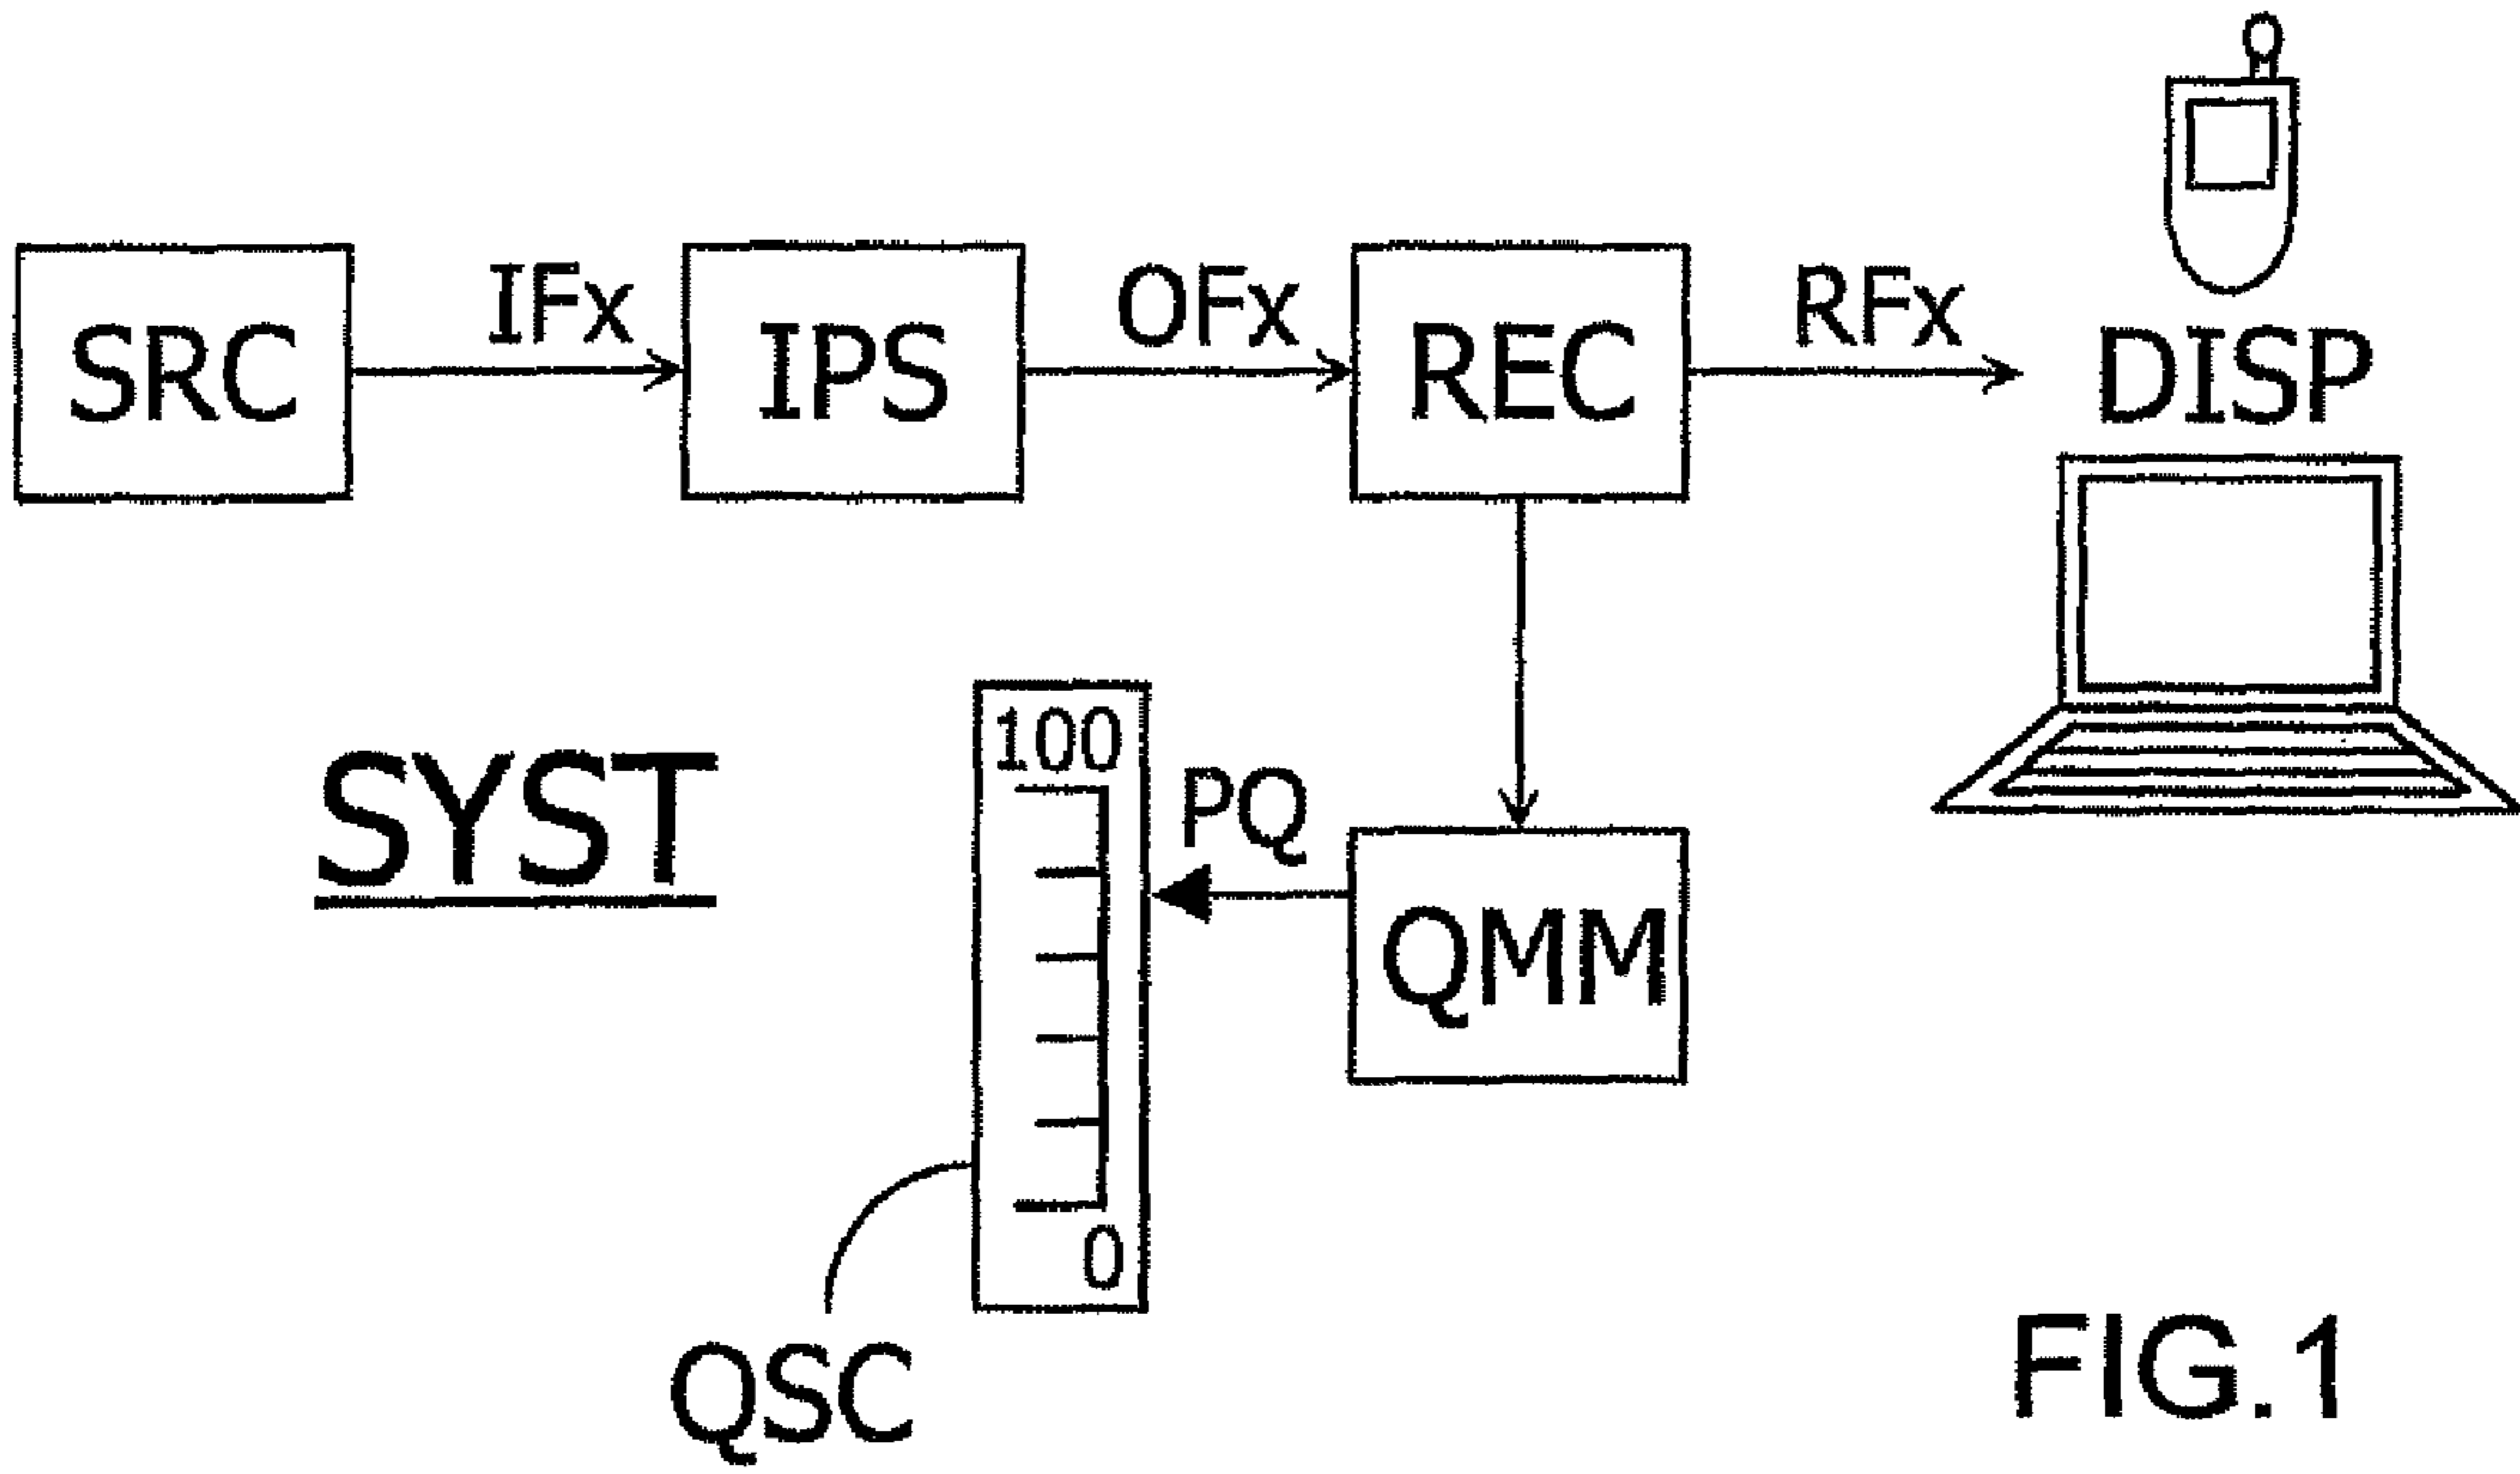 IFx
OFx
RFx
SRC
IPS
REC
DISP
100
SYST
PQ
QMM
0
QSC
FIG.1